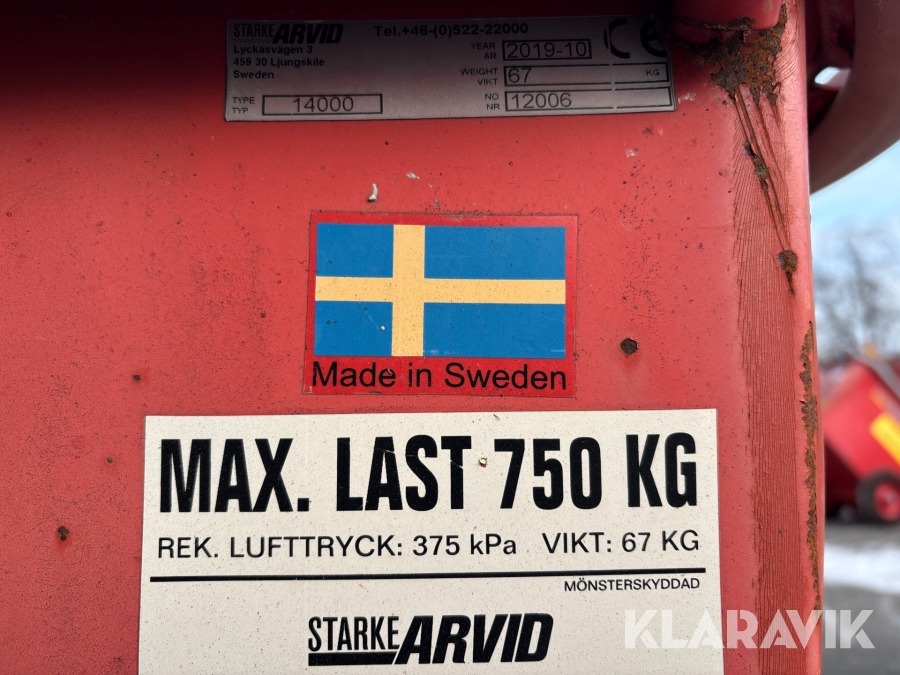 STARKE ARVID
Tel.+46-(0)522-22000
Lyckåsvägen 3
459 30 Ljungskile
Sweden
YEAR
ÅR
2019-10
CE
WEIGHT
VIKT
67
KG
TYPE
TYP
14000
NO
NR
12006
Made in Sweden
MAX. LAST 750 KG
REK. LUFTTRYCK: 375 kPa VIKT: 67 KG
MÖNSTERSKYDDAD
STARKE ARVID
KLARAVIK